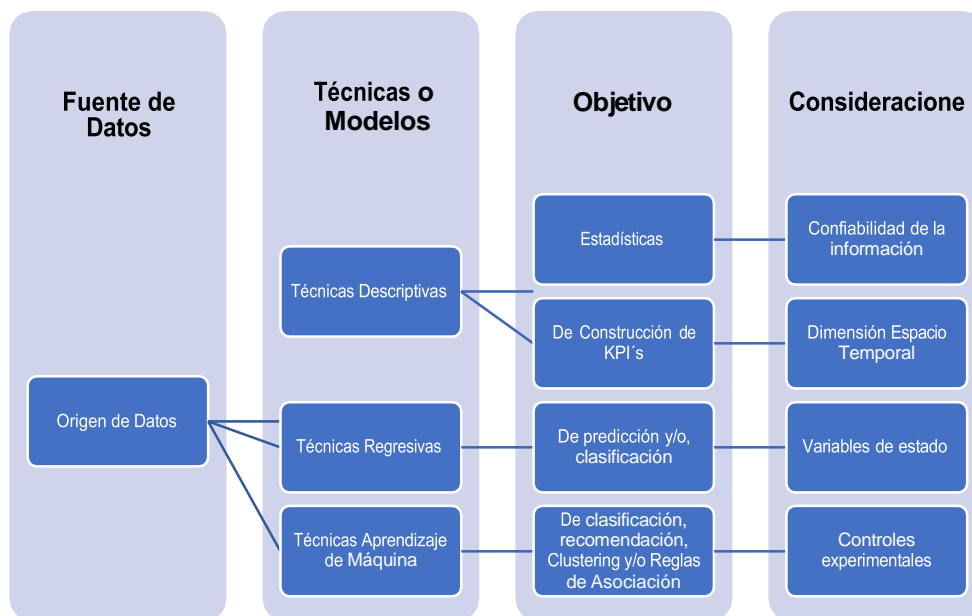 Fuente de
Datos
Técnicas o
Modelos
Objetivo
Consideracione
Origen de Datos
Técnicas Descriptivas
Técnicas Regresivas
Técnicas Aprendizaje
de Máquina
Estadísticas
De Construcción de
KPI´s
De predicción y/o,
clasificación
De clasificación,
recomendación,
Clustering y/o Reglas
de Asociación
Confiabilidad de la
información
Dimensión Espacio
Temporal
Variables de estado
Controles
experimentales